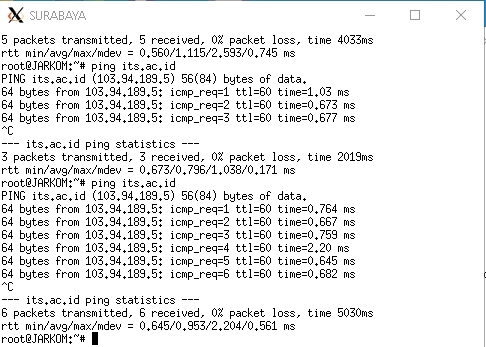 SURABAYA
5 packets transmitted, 5 received, 0% packet loss, time 4033ms
rtt min/avg/max/mdev = 0.560/1.115/2.593/0.745 ms
root@JARKOM:~# ping its.ac.id
PING its.ac.id (103.94.189.5) 56(84) bytes of data.
64 bytes from 103.94.189.5: icmp_req=1 ttl=60 time=1.03 ms
64 bytes from 103.94.189.5: icmp_req=2 ttl=60 time=0.673 ms
64 bytes from 103.94.189.5: icmp_req=3 ttl=60 time=0.677 ms
^C
--- its.ac.id ping statistics ---
3 packets transmitted, 3 received, 0% packet loss, time 2019ms
rtt min/avg/max/mdev = 0.673/0.796/1.038/0.171 ms
root@JARKOM:~# ping its.ac.id
PING its.ac.id (103.94.189.5) 56(84) bytes of data.
64 bytes from 103.94.189.5: icmp_req=1 ttl=60 time=0.764 ms
64 bytes from 103.94.189.5: icmp_req=2 ttl=60 time=0.667 ms
64 bytes from 103.94.189.5: icmp_req=3 ttl=60 time=0.759 ms
64 bytes from 103.94.189.5: icmp_req=4 ttl=60 time=2.20 ms
64 bytes from 103.94.189.5: icmp_req=5 ttl=60 time=0.645 ms
64 bytes from 103.94.189.5: icmp_req=6 ttl=60 time=0.682 ms
^C
--- its.ac.id ping statistics ---
6 packets transmitted, 6 received, 0% packet loss, time 5030ms
rtt min/avg/max/mdev = 0.645/0.953/2.204/0.561 ms
root@JARKOM:~#